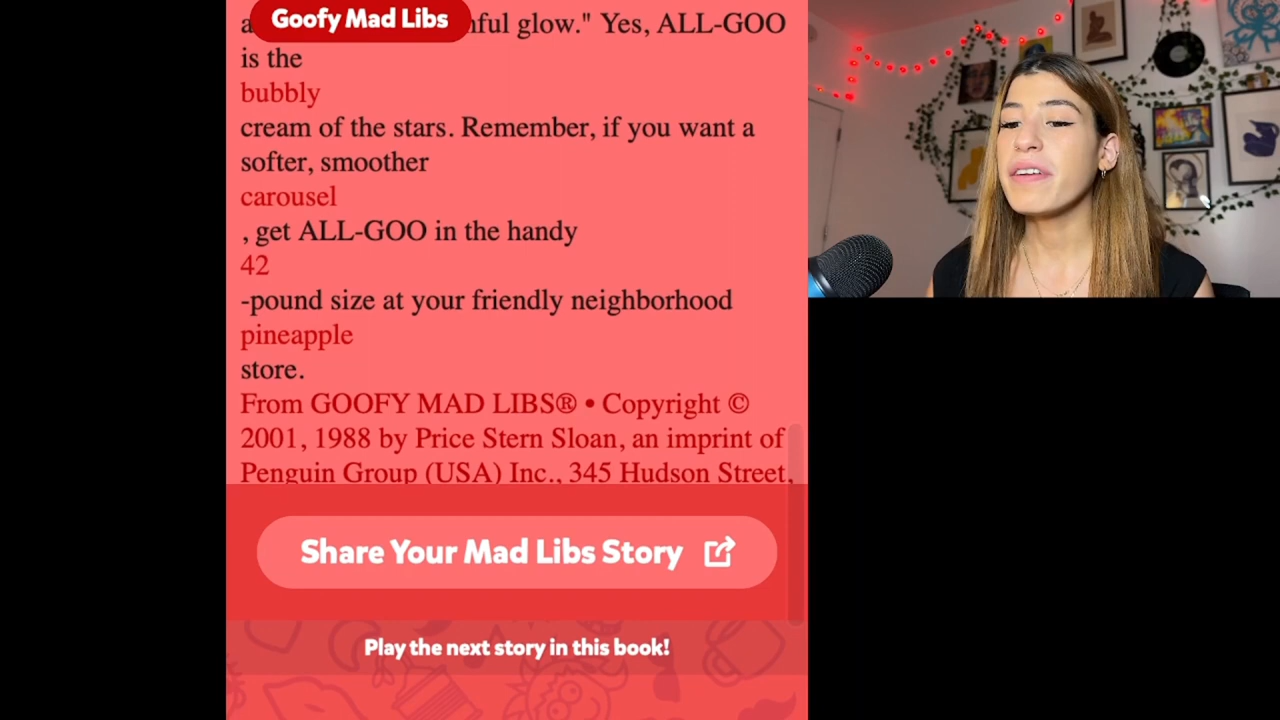 Goofy Mad Libs
glow." Yes, ALL-GOO
is the
bubbly
cream of the stars. Remember, if you want a
softer, smoother
carousel
, get ALL-GOO in the handy
42
-pound size at your friendly neighborhood
pineapple
store.
From GOOFY MAD LIBS® • Copyright ©
2001, 1988 by Price Stern Sloan, an imprint of
Penguin Group (USA) Inc., 345 Hudson Street,
Share Your Mad Libs Story
Play the next story in this book!